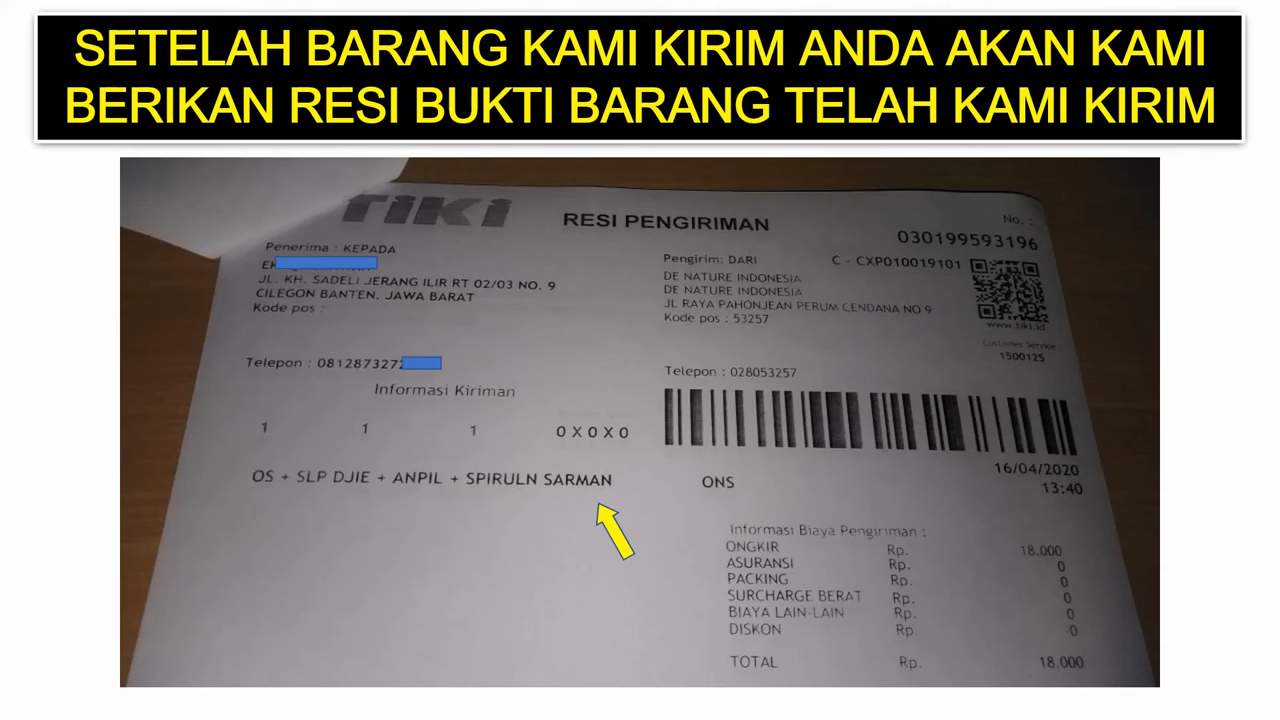 SETELAH BARANG KAMI KIRIM ANDA AKAN KAMI
BERIKAN RESI BUKTI BARANG TELAH KAMI KIRIM
TIKI
RESI PENGIRIMAN
No. :
030199593196
Penerima : KEPADA
JL. KH. SADELI JERANG ILIR RT 02/03 NO. 9
CILEGON BANTEN, JAWA BARAT
Kode pos :
Telepon : 081287327
Pengirim: DARI
C - CXP010019101
DE NATURE INDONESIA
DE NATURE INDONESIA
JL RAYA PAHONJEAN PERUM CENDANA NO 9
Kode pos : 53257
www.tiki.id
Customer Service
1500125
Telepon : 028053257
Informasi Kiriman
1 1 1 0 X 0 X 0
OS + SLP DJIE + ANPIL + SPIRULN SARMAN
16/04/2020
13:40
ONS
Informasi Biaya Pengiriman :
ONGKIR Rp. 18.000
ASURANSI Rp. 0
PACKING Rp. 0
SURCHARGE BERAT Rp. 0
BIAYA LAIN-LAIN Rp. 0
DISKON Rp. -0
TOTAL Rp. 18.000